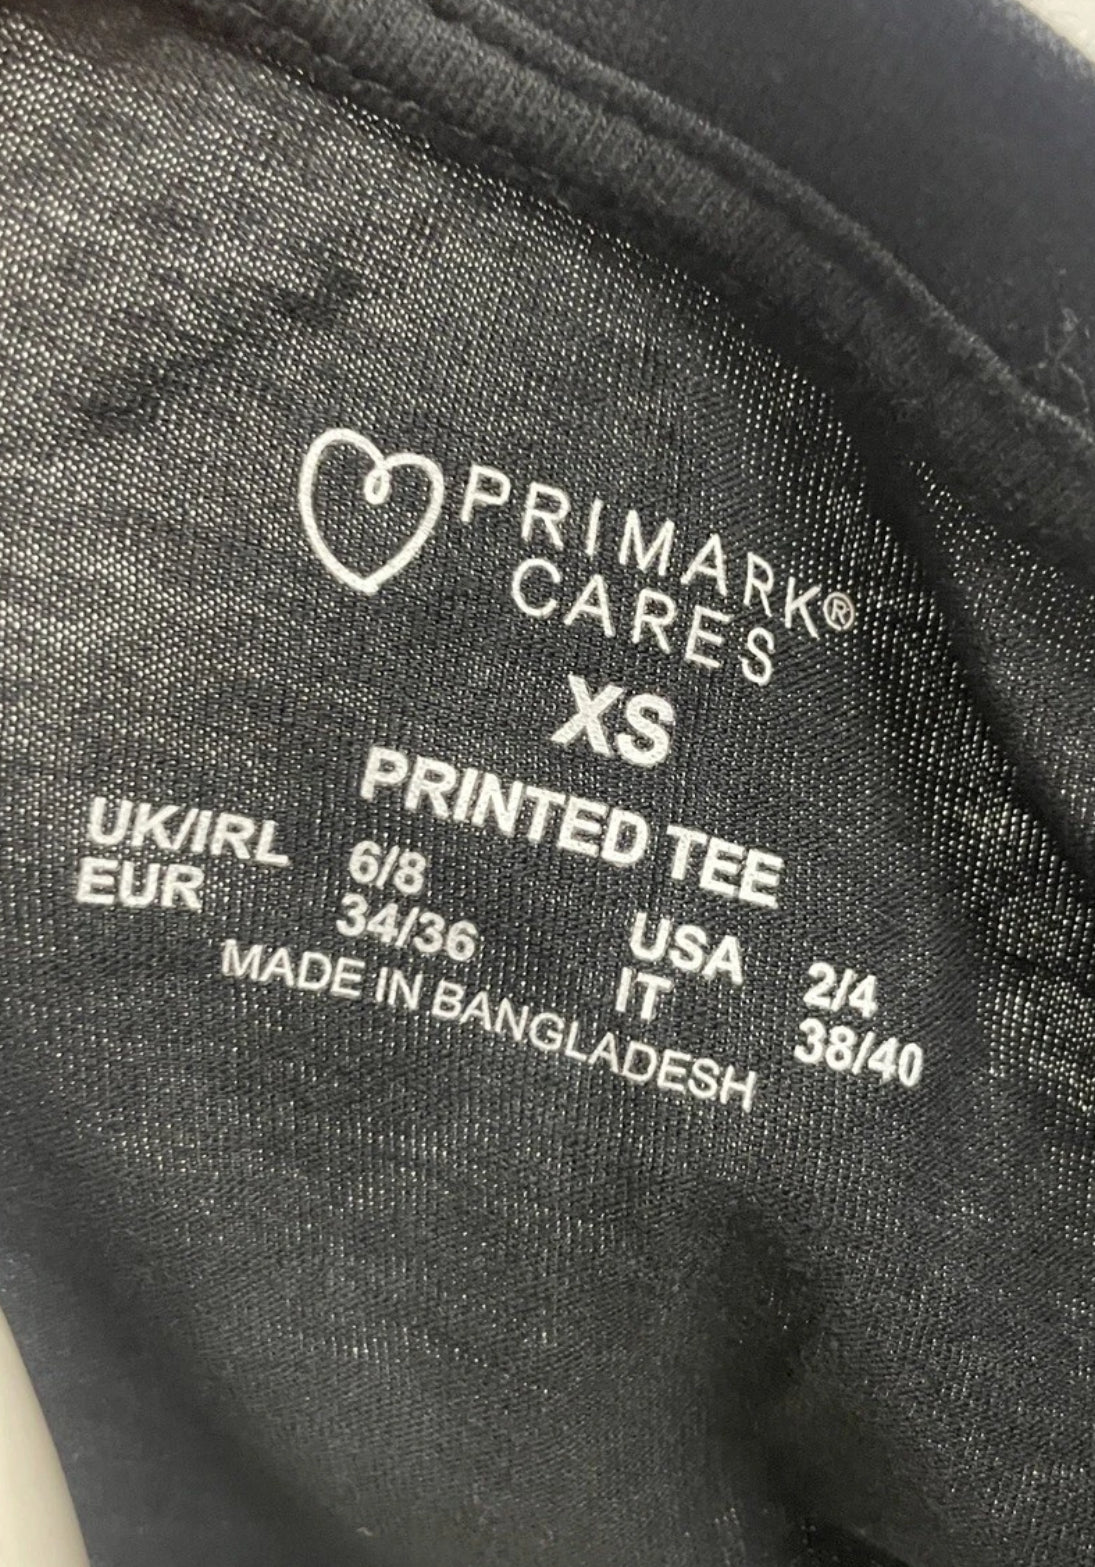 PRIMARK®
CARES
XS
PRINTED TEE
UK/IRL 6/8 USA 2/4
EUR 34/36 IT 38/40
MADE IN BANGLADESH